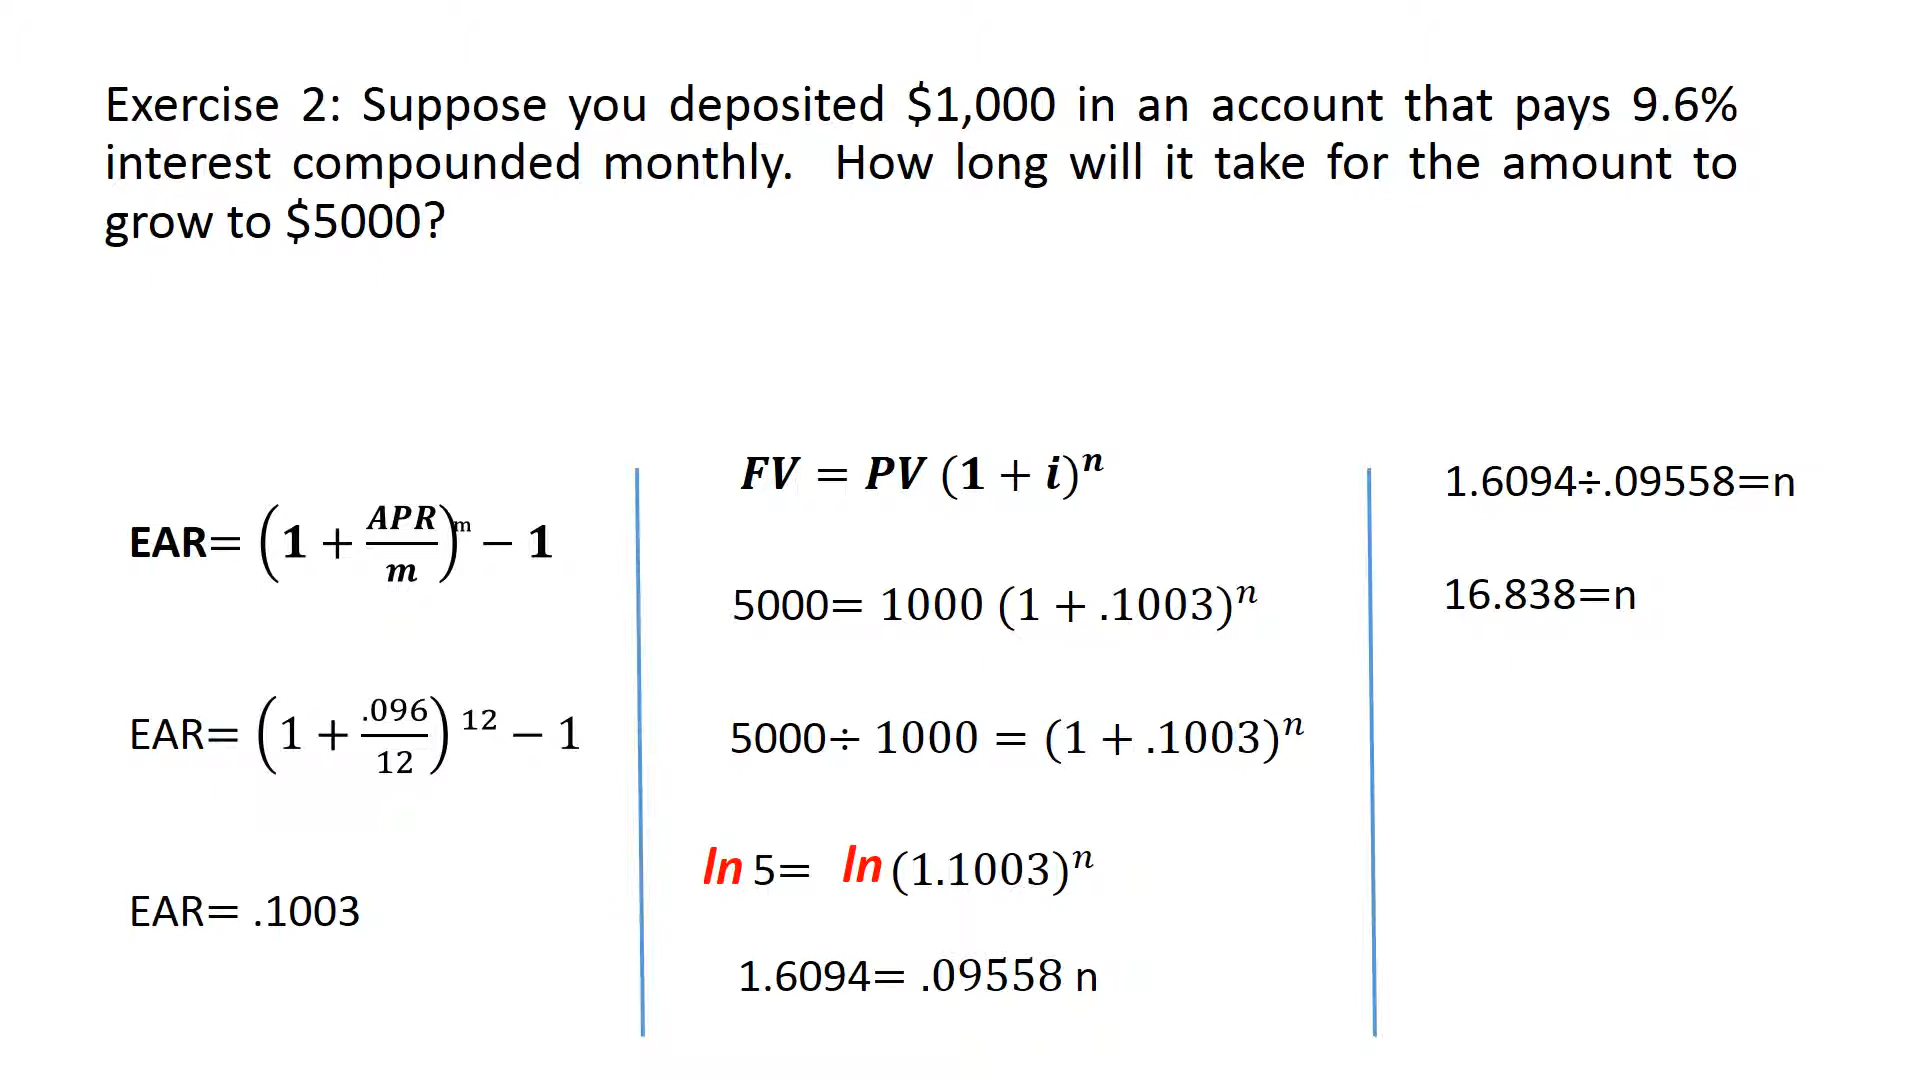 Exercise 2: Suppose you deposited $1,000 in an account that pays 9.6%
interest compounded monthly. How long will it take for the amount to
grow to $5000?
EAR= (1 + APR/m)ᵐ − 1
EAR= (1 + .096/12) ¹² − 1
EAR= .1003
FV = PV (1 + i)ⁿ
5000= 1000 (1 + .1003)ⁿ
5000÷ 1000 = (1 + .1003)ⁿ
ln 5= ln (1.1003)ⁿ
1.6094= .09558 n
1.6094÷.09558=n
16.838=n